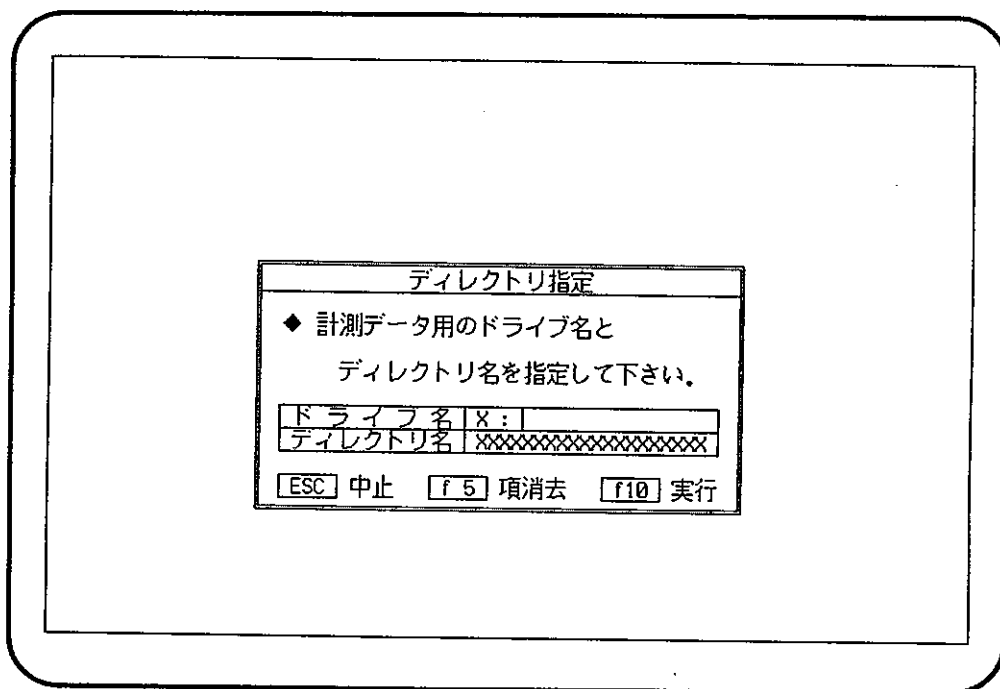 ディレクトリ指定
◆ 計測データ用のドライブ名と
ディレクトリ名を指定して下さい。
ドライブ名 X:
ディレクトリ名 XXXXXXXXXXXXXXXXXXXX
ESC 中止 f 5 項消去 f10 実行